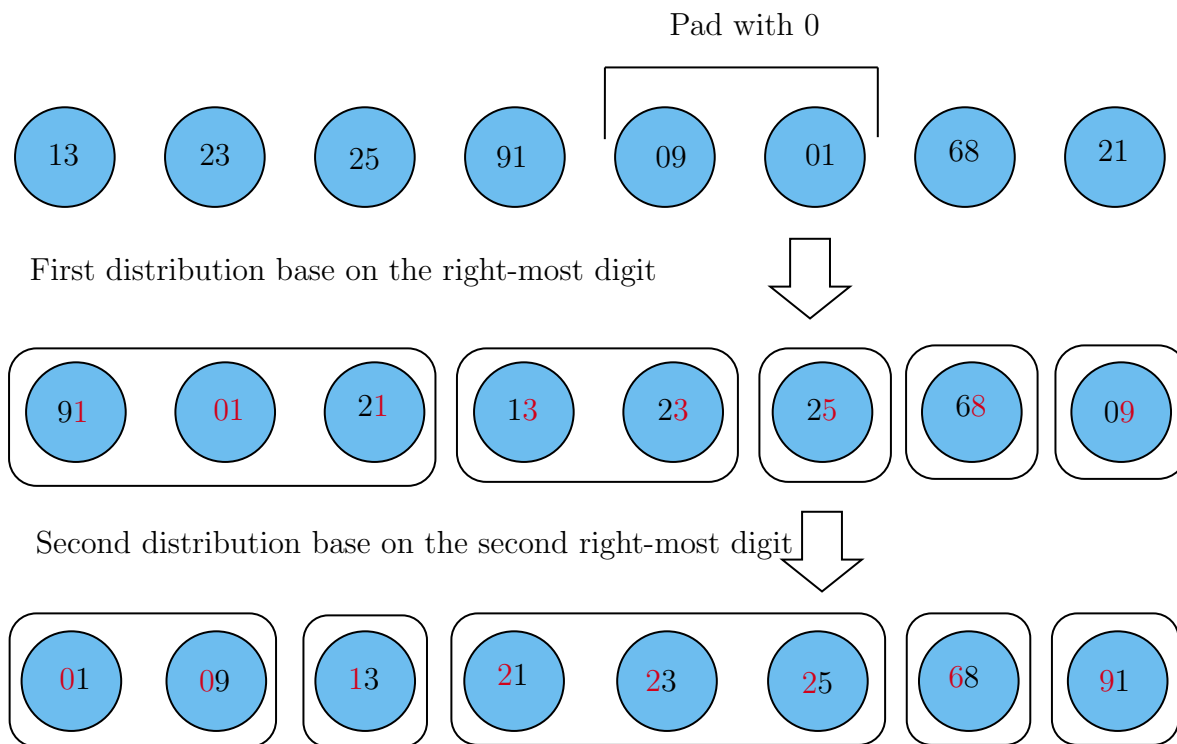 Pad with 0
13 23 25 91 09 01 68 21
First distribution base on the right-most digit
91 01 21 13 23 25 68 09
Second distribution base on the second right-most digit
01 09 13 21 23 25 68 91